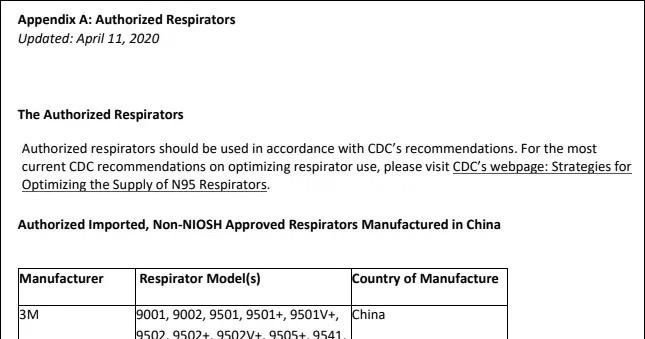 Appendix A: Authorized Respirators
Updated: April 11, 2020
The Authorized Respirators
Authorized respirators should be used in accordance with CDC’s recommendations. For the most
current CDC recommendations on optimizing respirator use, please visit CDC’s webpage: Strategies for
Optimizing the Supply of N95 Respirators.
Authorized Imported, Non-NIOSH Approved Respirators Manufactured in China
Manufacturer Respirator Model(s) Country of Manufacture
3M 9001, 9002, 9501, 9501+, 9501V+, China
9502, 9502+, 9502V+, 9505+, 9541,